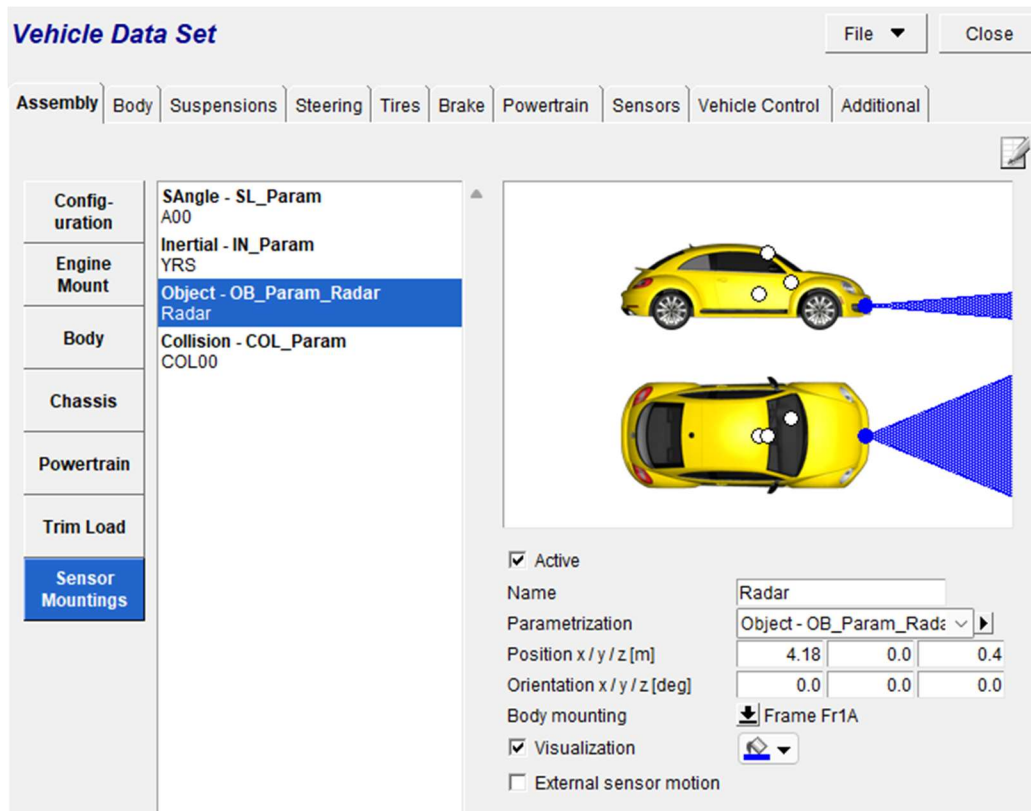 Vehicle Data Set
File
Close
Assembly Body Suspensions Steering Tires Brake Powertrain Sensors Vehicle Control Additional
Config-
uration
Engine
Mount
Body
Chassis
Powertrain
Trim Load
Sensor
Mountings
SAngle - SL_Param
A00
Inertial - IN_Param
YRS
Object - OB_Param_Radar
Radar
Collision - COL_Param
COL00
Active
Name Radar
Parametrization Object - OB_Param_Rada
Position x / y / z [m] 4.18 0.0 0.4
Orientation x / y / z [deg] 0.0 0.0 0.0
Body mounting Frame Fr1A
Visualization
External sensor motion